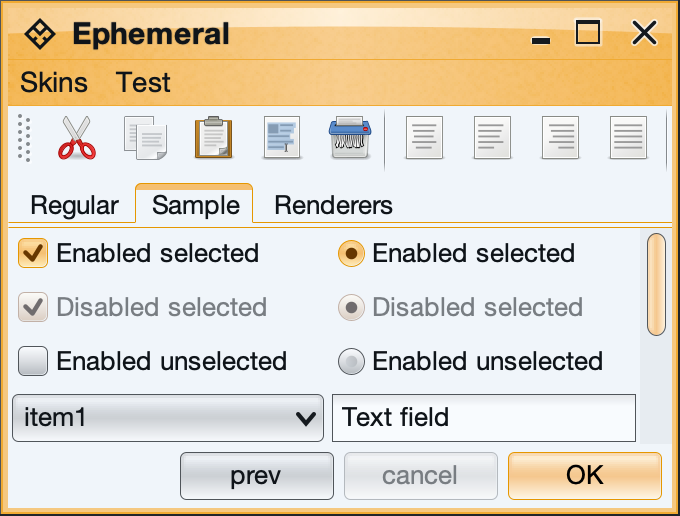 Ephemeral
Skins Test
Regular Sample Renderers
Enabled selected Enabled selected
Disabled selected Disabled selected
Enabled unselected Enabled unselected
item1 Text field
prev cancel OK